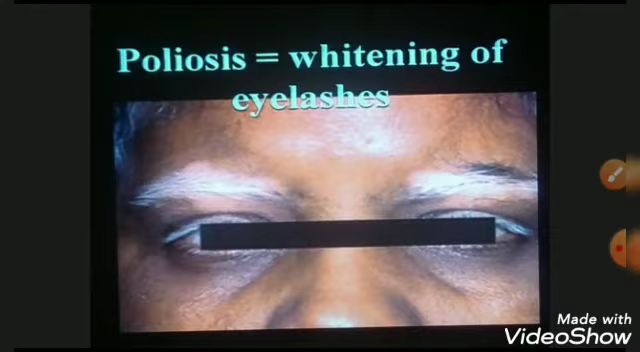 Poliosis = whitening of
eyelashes
Made with
VideoShow